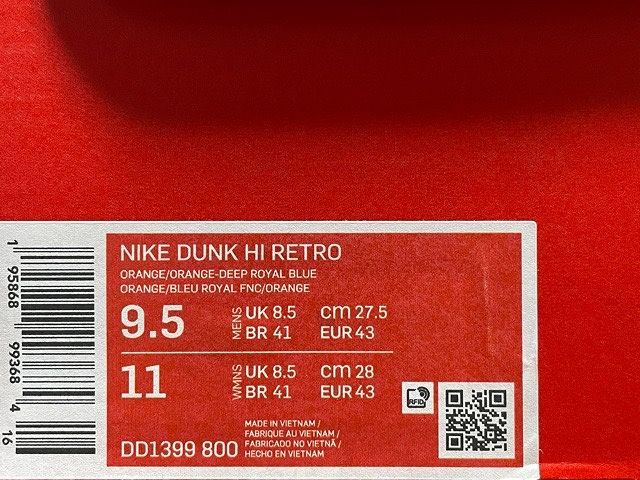 NIKE DUNK HI RETRO
ORANGE/ORANGE-DEEP ROYAL BLUE
ORANGE/BLEU ROYAL FNC/ORANGE
9.5 MENS UK 8.5 cm 27.5
BR 41 EUR 43
11 WMNS UK 8.5 cm 28
BR 41 EUR 43
RFID
DD1399 800
MADE IN VIETNAM /
FABRIQUE AU VIETNAM /
FABRICADO NO VIETNÃ /
HECHO EN VIETNAM
1 95868 99368 4 16